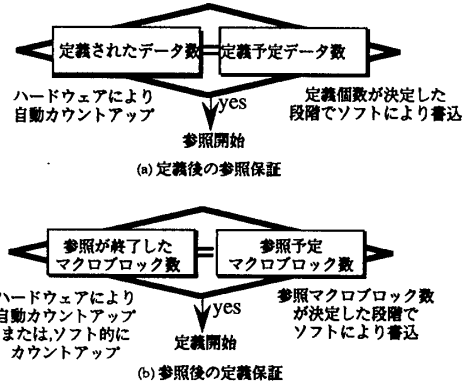 定義されたデータ数 = 定義予定データ数
ハードウェアにより
自動カウントアップ
yes
定義個数が決定した
段階でソフトにより書込
参照開始
(a) 定義後の参照保証
参照が終了した
マクロブロック数
=
参照予定
マクロブロック数
ハードウェアにより
自動カウントアップ
または,ソフト的に
カウントアップ
yes
参照マクロブロック数
が決定した段階で
ソフトにより書込
定義開始
(b) 参照後の定義保証